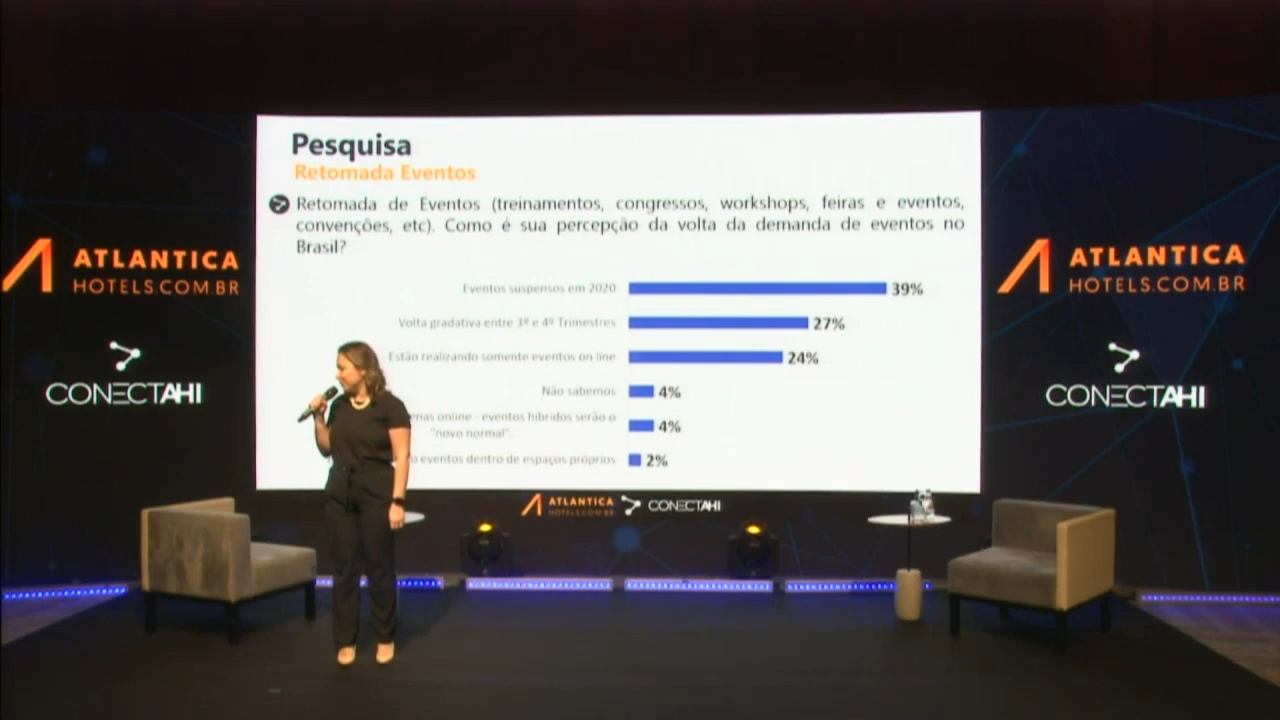 Pesquisa
Retomada Eventos
Retomada de Eventos (treinamentos, congressos, workshops, feiras e eventos,
convenções, etc). Como é sua percepção da volta da demanda de eventos no
Brasil?
ATLANTICA
HOTELS.COM.BR
CONECTAHI
Eventos suspensos em 2020 39%
Volta gradativa entre 3º e 4º Trimestres 27%
Estão realizando somente eventos on line 24%
Não sabemos 4%
online - eventos híbridos serão o
"novo normal". 4%
eventos dentro de espaços próprios 2%
ATLANTICA
HOTELS.COM.BR
CONECTAHI
ATLANTICA
HOTELS.COM.BR
CONECTAHI